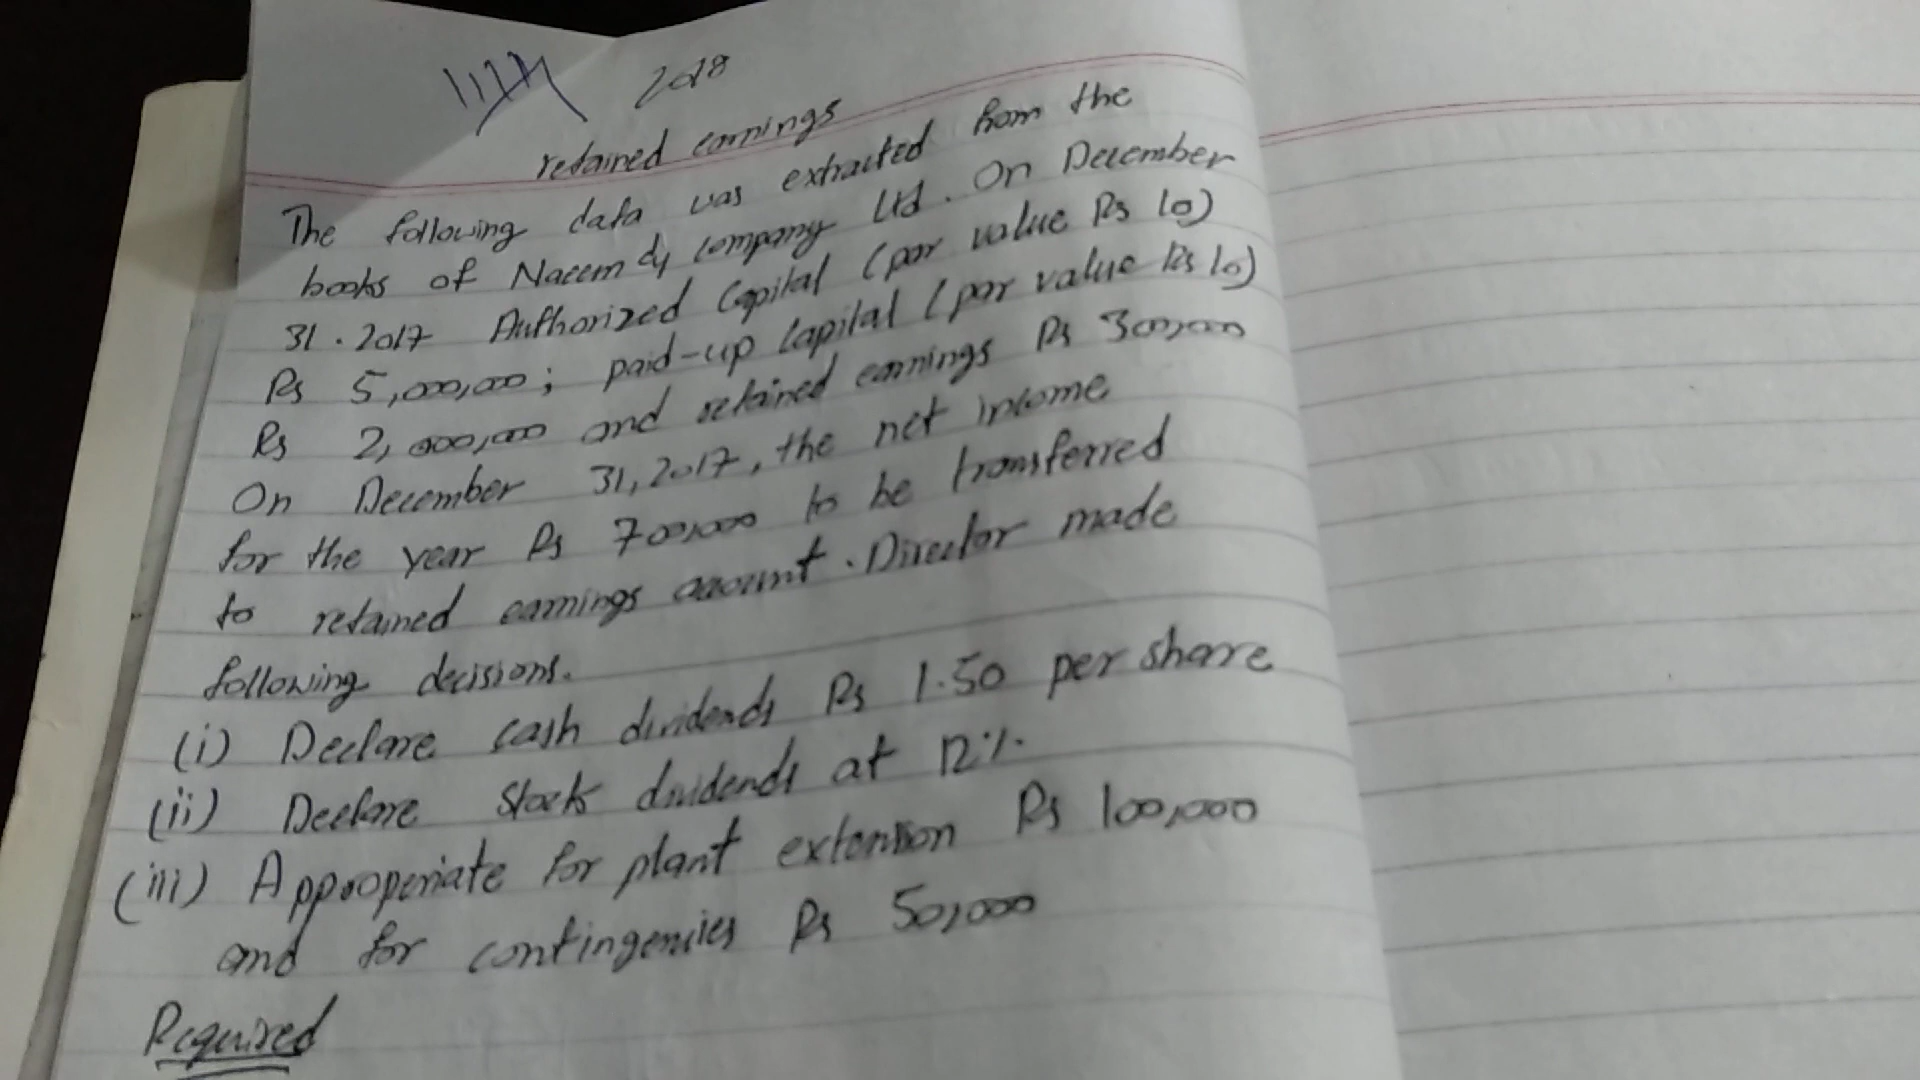 2018
retained earnings
The following data was extracted from the
books of Naeem dy company Ltd. On December
31.2017 Authorized Capital (par value Rs 10)
Rs 5,000,000; paid-up Capital (par value Rs 10)
Rs 2,000,000 and retained earnings Rs 300,000
On December 31, 2017, the net income
for the year Rs 700,000 to be transferred
to retained earnings account. Director made
following decisions.
(i) Declare cash dividends Rs 1.50 per share
(ii) Declare Stock dividends at 12%.
(iii) Approperiate for plant extention Rs 100,000
and for contingencies Rs 50,000
Required